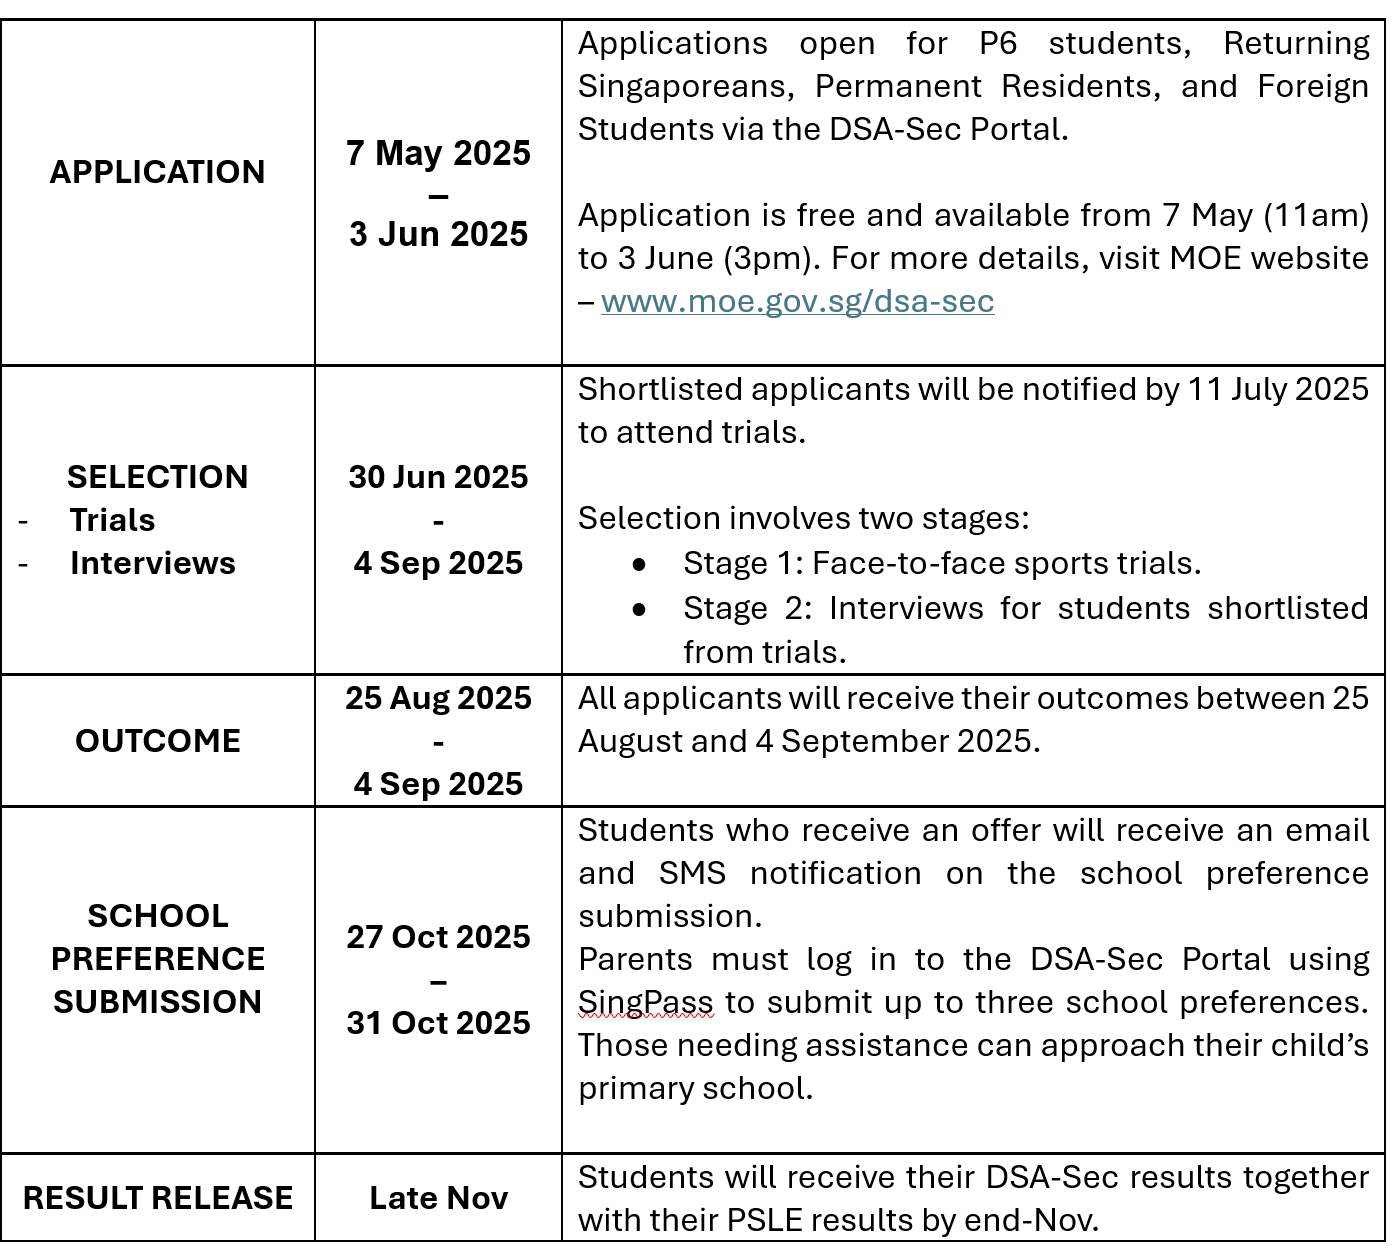 APPLICATION
7 May 2025
–
3 Jun 2025
Applications open for P6 students, Returning
Singaporeans, Permanent Residents, and Foreign
Students via the DSA-Sec Portal.
Application is free and available from 7 May (11am)
to 3 June (3pm). For more details, visit MOE website
– www.moe.gov.sg/dsa-sec
SELECTION
- Trials
- Interviews
30 Jun 2025
-
4 Sep 2025
Shortlisted applicants will be notified by 11 July 2025
to attend trials.
Selection involves two stages:
● Stage 1: Face-to-face sports trials.
● Stage 2: Interviews for students shortlisted
from trials.
OUTCOME
25 Aug 2025
-
4 Sep 2025
All applicants will receive their outcomes between 25
August and 4 September 2025.
SCHOOL
PREFERENCE
SUBMISSION
27 Oct 2025
–
31 Oct 2025
Students who receive an offer will receive an email
and SMS notification on the school preference
submission.
Parents must log in to the DSA-Sec Portal using
SingPass to submit up to three school preferences.
Those needing assistance can approach their child’s
primary school.
RESULT RELEASE
Late Nov
Students will receive their DSA-Sec results together
with their PSLE results by end-Nov.